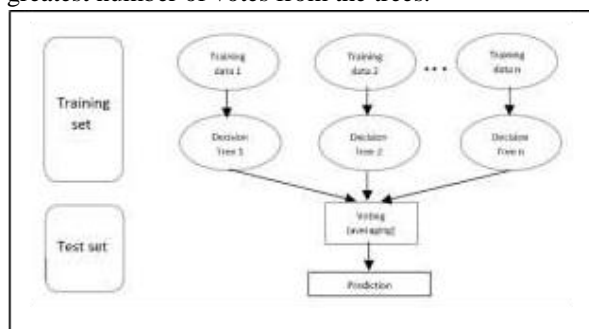 greatest number of votes from the trees.
Training
set
Training
data 1
Training
data 2
...
Training
data n
Decision
Tree 1
Decision
Tree 2
Decision
Tree n
Voting
(averaging)
Test set
Prediction